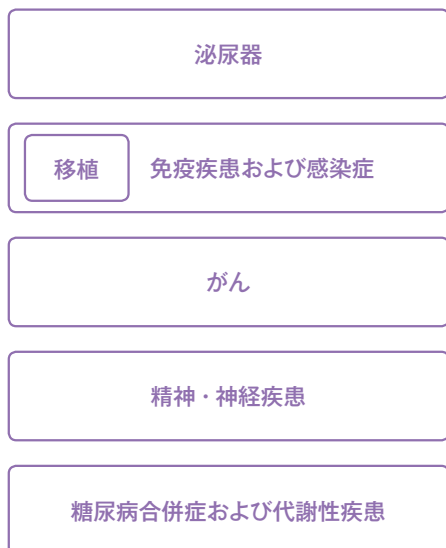 泌尿器
移植
免疫疾患および感染症
がん
精神・神経疾患
糖尿病合併症および代謝性疾患